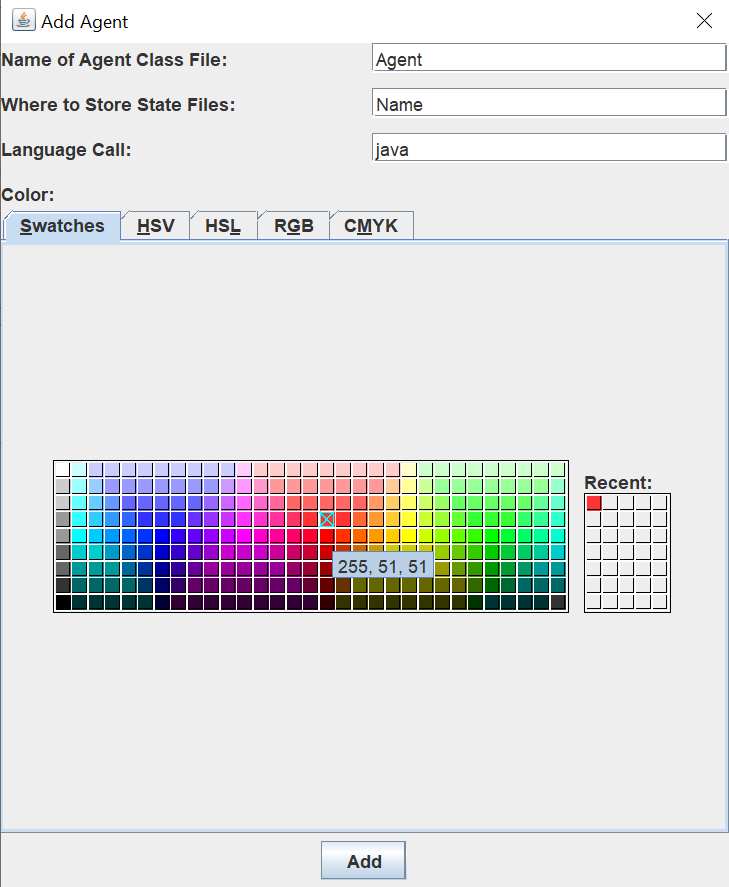 Add Agent
Name of Agent Class File: Agent
Where to Store State Files: Name
Language Call: java
Color:
Swatches HSV HSL RGB CMYK
Recent:
255, 51, 51
Add